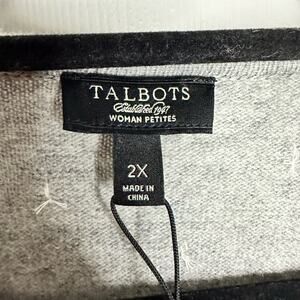 TALBOTS
Established 1947
WOMAN PETITES
2X
MADE IN
CHINA